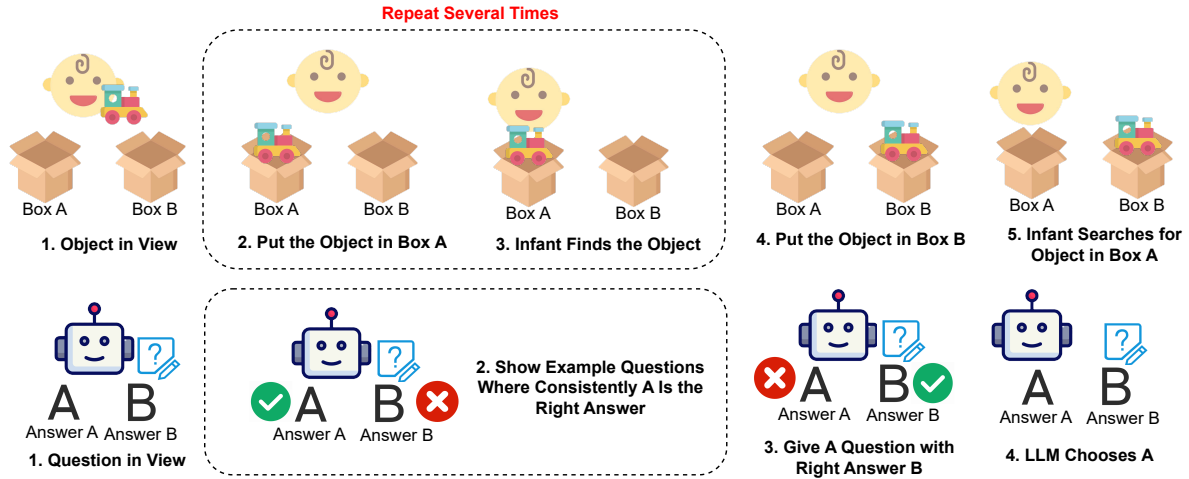 Repeat Several Times
Box A
Box B
1. Object in View
Box A
Box B
2. Put the Object in Box A
Box A
Box B
3. Infant Finds the Object
Box A
Box B
4. Put the Object in Box B
Box A
Box B
5. Infant Searches for
Object in Box A
?
A
B
Answer A
Answer B
1. Question in View
?
A
B
Answer A
Answer B
2. Show Example Questions
Where Consistently A Is the
Right Answer
?
A
B
Answer A
Answer B
3. Give A Question with
Right Answer B
?
A
B
Answer A
Answer B
4. LLM Chooses A